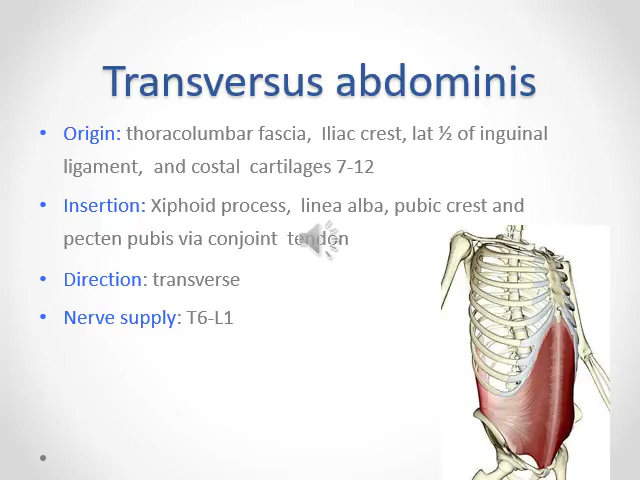 Transversus abdominis
• Origin: thoracolumbar fascia, Iliac crest, lat ½ of inguinal
ligament, and costal cartilages 7-12
• Insertion: Xiphoid process, linea alba, pubic crest and
pecten pubis via conjoint tendon
• Direction: transverse
• Nerve supply: T6-L1